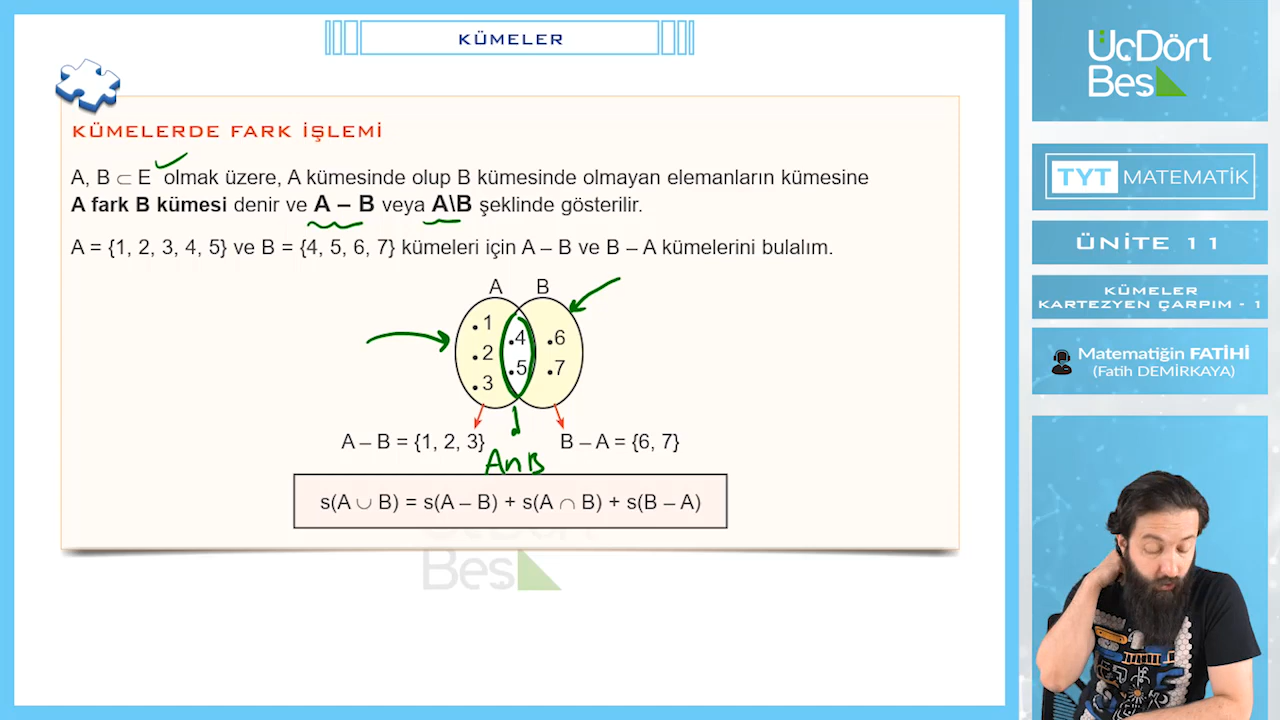 KÜMELER
KÜMELERDE FARK İŞLEMİ
A, B ⊂ E olmak üzere, A kümesinde olup B kümesinde olmayan elemanların kümesine
A fark B kümesi denir ve A – B veya A\B şeklinde gösterilir.
A = {1, 2, 3, 4, 5} ve B = {4, 5, 6, 7} kümeleri için A – B ve B – A kümelerini bulalım.
A B
1
2
3
4
5
6
7
A – B = {1, 2, 3}
B – A = {6, 7}
A∩B
s(A ∪ B) = s(A – B) + s(A ∩ B) + s(B – A)
Bes
ÜçDört
Beş
TYT MATEMATİK
ÜNİTE 11
KÜMELER
KARTEZYEN ÇARPIM - 1
Matematiğin FATİHİ
(Fatih DEMİRKAYA)